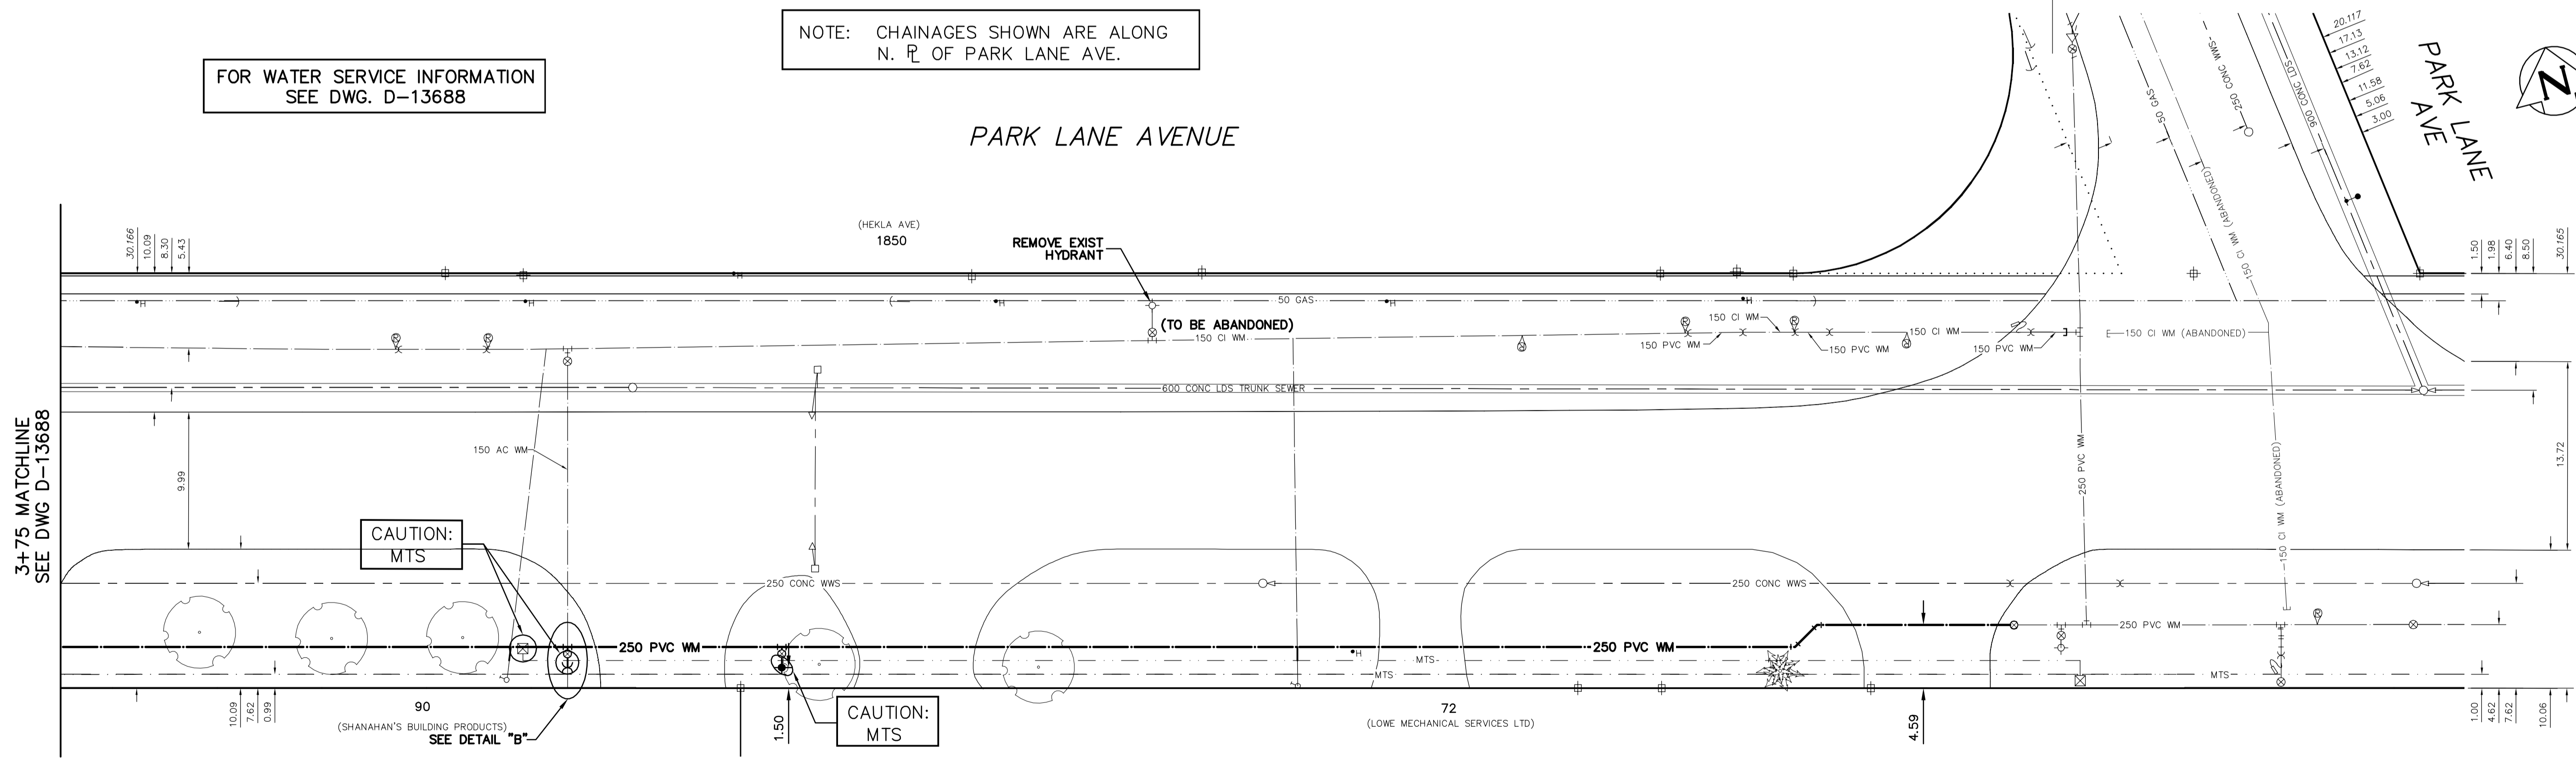 NOTE: CHAINAGES SHOWN ARE ALONG
N. ⅊ OF PARK LANE AVE.
FOR WATER SERVICE INFORMATION
SEE DWG. D-13688
PARK LANE AVENUE
PARK LANE
AVE
N
20.117
17.13
13.12
7.62
11.58
5.06
3.00
50 GAS
250 CONC WWS
250 CONC WWS
900 CONC LDS
150 CI WM (ABANDONED)
150 CI WM (ABANDONED)
30.166
10.09
8.30
5.43
(HEKLA AVE)
1850
REMOVE EXIST
HYDRANT
1.50
1.98
6.40
8.50
30.165
H
H
H
H
H
50 GAS
H
(TO BE ABANDONED)
150 CI WM
R
R
R
R
R
R
150 CI WM
150 CI WM
150 PVC WM
150 PVC WM
150 PVC WM
150 CI WM (ABANDONED)
600 CONC LDS TRUNK SEWER
3+75 MATCHLINE
SEE DWG D-13688
150 AC WM
9.99
250 PVC WM
150 CI WM (ABANDONED)
13.72
CAUTION:
MTS
250 CONC WWS
250 CONC WWS
250 PVC WM
250 PVC WM
250 PVC WM
R
H
MTS
MTS
MTS
10.09
7.62
0.99
90
(SHANAHAN'S BUILDING PRODUCTS)
SEE DETAIL "B"
1.50
CAUTION:
MTS
72
(LOWE MECHANICAL SERVICES LTD)
4.59
1.00
4.62
7.62
10.06